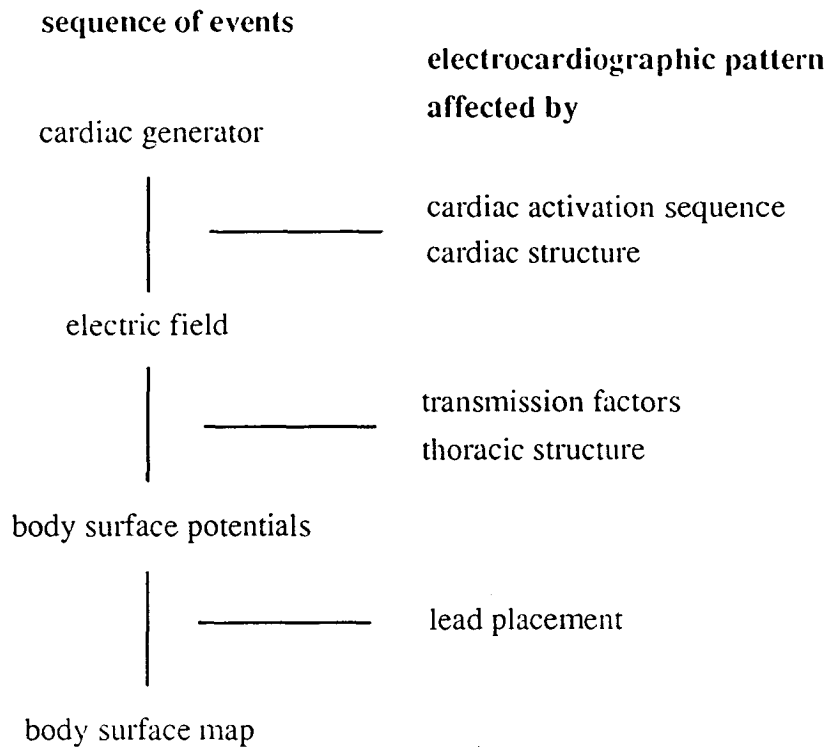 sequence of events
electrocardiographic pattern
affected by
cardiac generator
cardiac activation sequence
cardiac structure
electric field
transmission factors
thoracic structure
body surface potentials
lead placement
body surface map